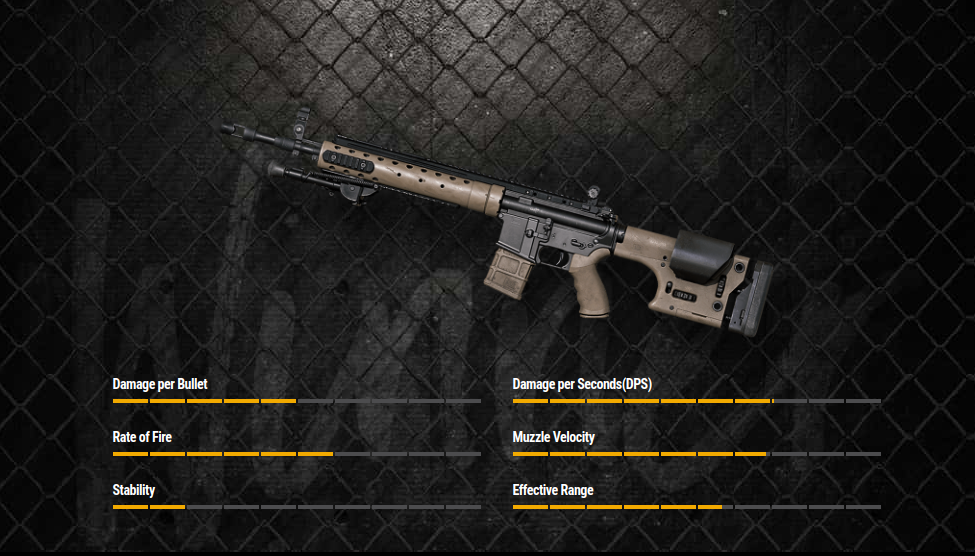 Damage per Bullet
Damage per Seconds(DPS)
Rate of Fire
Muzzle Velocity
Stability
Effective Range